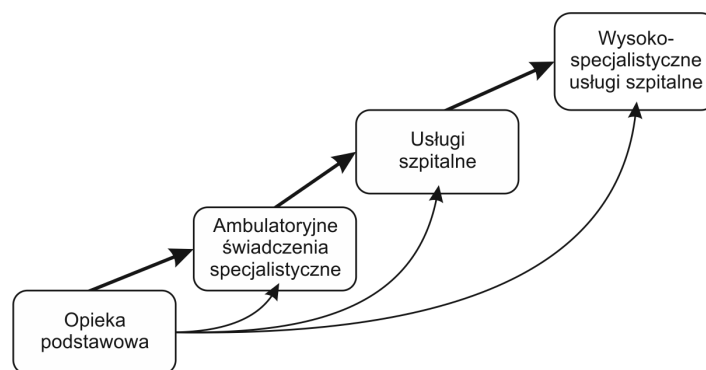 Wysoko-
specjalistyczne
usługi szpitalne
Usługi
szpitalne
Ambulatoryjne
świadczenia
specjalistyczne
Opieka
podstawowa